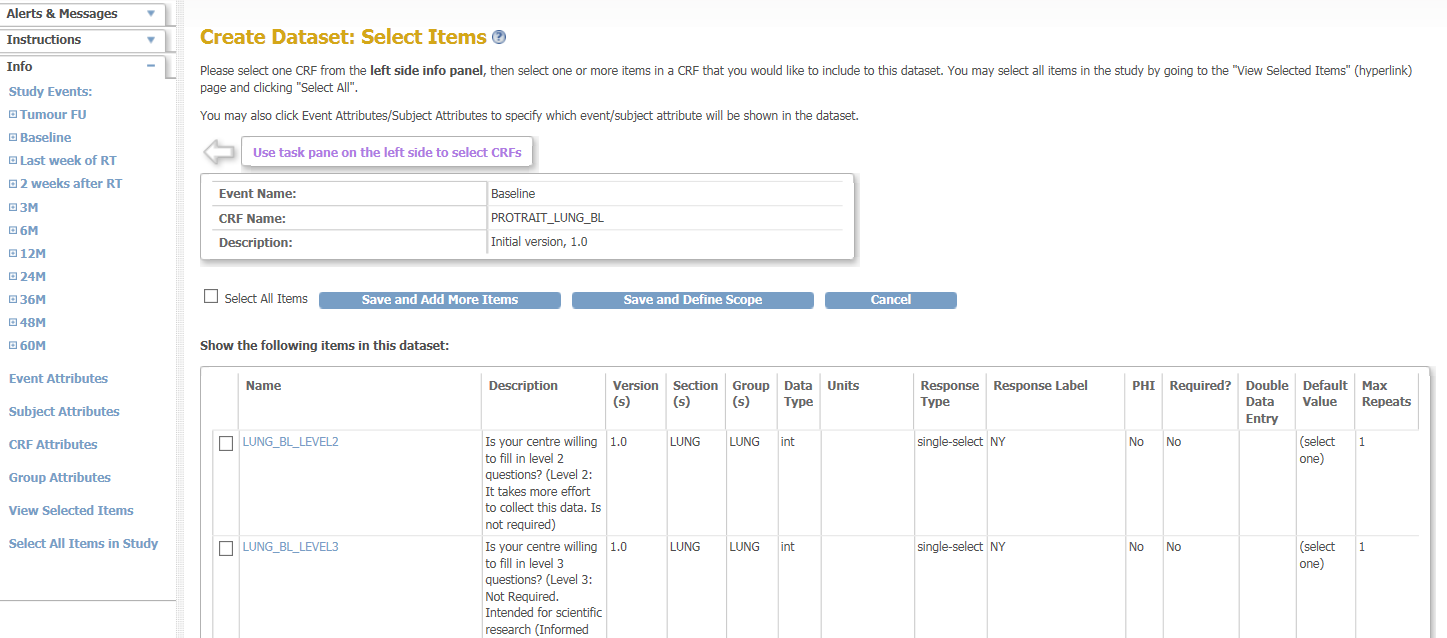 Alerts & Messages
Instructions
Info
Study Events:
Tumour FU
Baseline
Last week of RT
2 weeks after RT
3M
6M
12M
24M
36M
48M
60M
Event Attributes
Subject Attributes
CRF Attributes
Group Attributes
View Selected Items
Select All Items in Study
Create Dataset: Select Items ?
Please select one CRF from the left side info panel, then select one or more items in a CRF that you would like to include to this dataset. You may select all items in the study by going to the "View Selected Items" (hyperlink)
page and clicking "Select All".
You may also click Event Attributes/Subject Attributes to specify which event/subject attribute will be shown in the dataset.
Use task pane on the left side to select CRFs
Event Name: Baseline
CRF Name: PROTRAIT_LUNG_BL
Description: Initial version, 1.0
Select All Items Save and Add More Items Save and Define Scope Cancel
Show the following items in this dataset:
Name Description Version Section Group Data Units Response Response Label PHI Required? Double Default Max
(s) (s) (s) Type Type Data Value Repeats
Entry
LUNG_BL_LEVEL2 Is your centre willing 1.0 LUNG LUNG int single-select NY No No (select 1
to fill in level 2 one)
questions? (Level 2:
It takes more effort
to collect this data. Is
not required)
LUNG_BL_LEVEL3 Is your centre willing 1.0 LUNG LUNG int single-select NY No No (select 1
to fill in level 3 one)
questions? (Level 3:
Not Required.
Intended for scientific
research (Informed